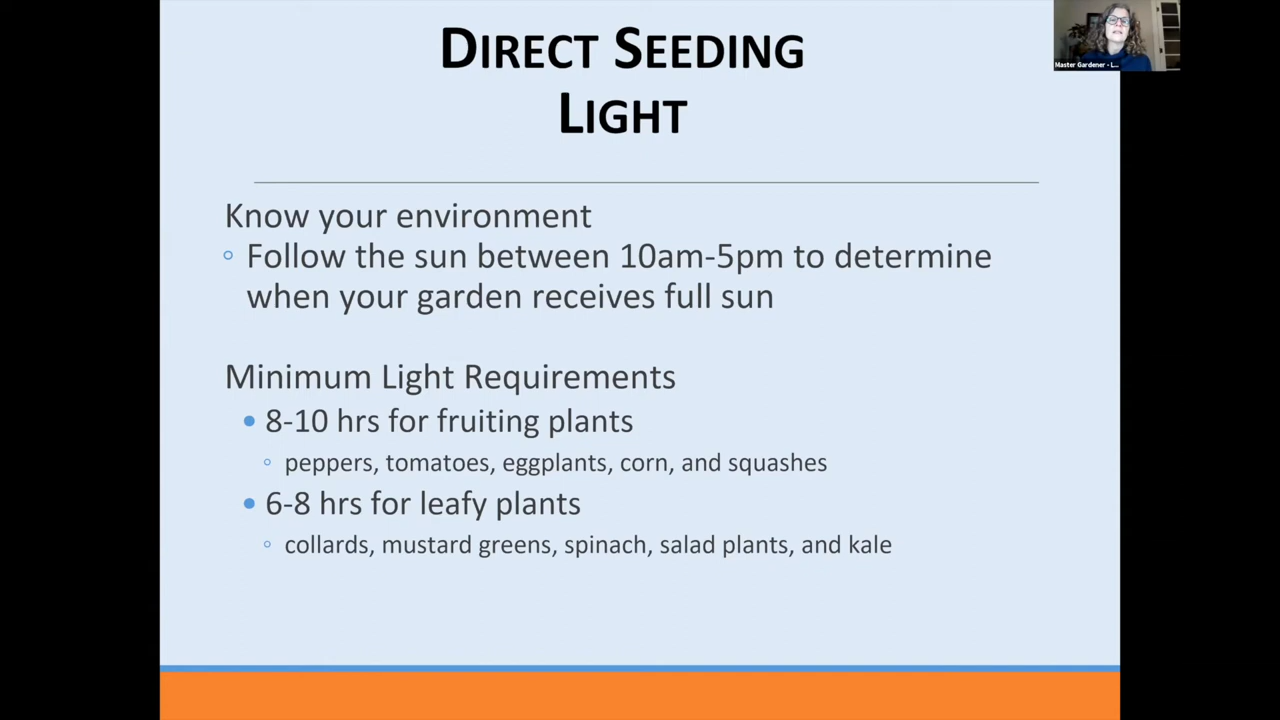 DIRECT SEEDING
LIGHT
Know your environment
Follow the sun between 10am-5pm to determine
when your garden receives full sun
Minimum Light Requirements
8-10 hrs for fruiting plants
peppers, tomatoes, eggplants, corn, and squashes
6-8 hrs for leafy plants
collards, mustard greens, spinach, salad plants, and kale
Master Gardener - L...